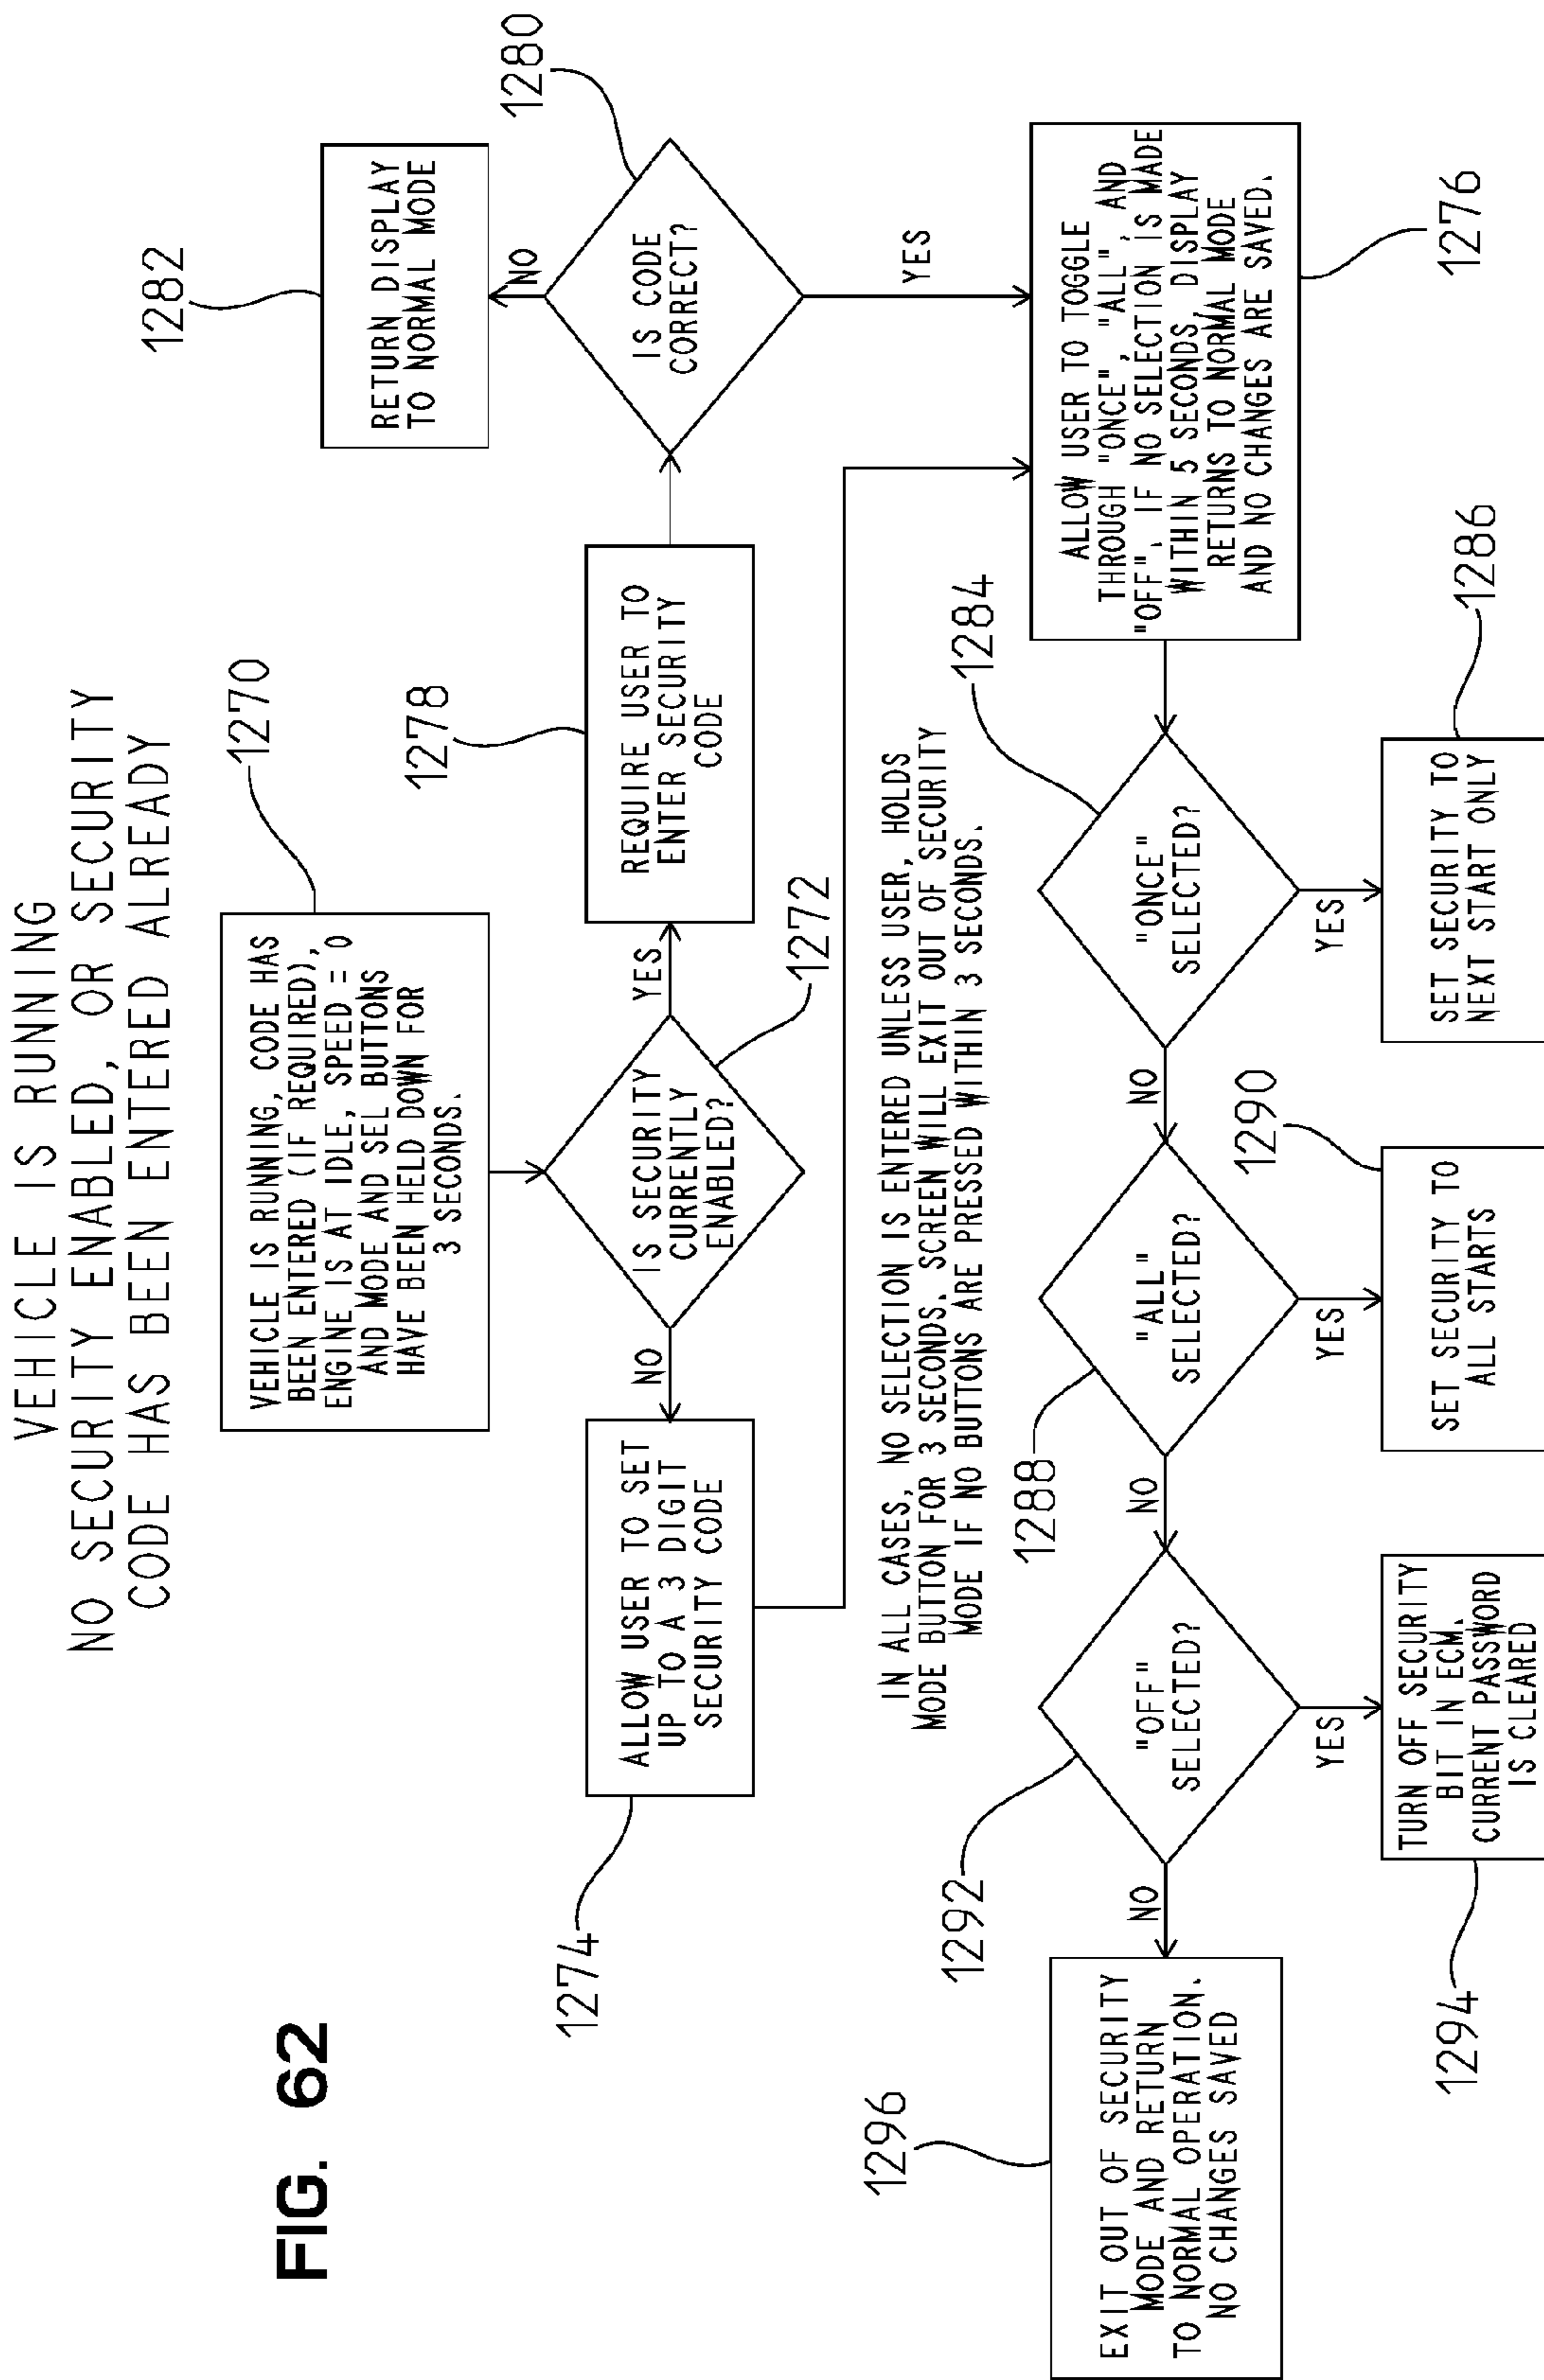 FIG. 62
VEHICLE IS RUNNING
NO SECURITY ENABLED, OR SECURITY
CODE HAS BEEN ENTERED ALREADY
1270
VEHICLE IS RUNNING, CODE HAS
BEEN ENTERED (IF REQUIRED),
ENGINE IS AT IDLE, SPEED = 0
AND MODE AND SEL BUTTONS
HAVE BEEN HELD DOWN FOR
3 SECONDS.
1272
IS SECURITY
CURRENTLY
ENABLED?
NO
YES
1274
ALLOW USER TO SET
UP TO A 3 DIGIT
SECURITY CODE
1278
REQUIRE USER TO
ENTER SECURITY
CODE
1280
IS CODE
CORRECT?
NO
YES
1282
RETURN DISPLAY
TO NORMAL MODE
IN ALL CASES, NO SELECTION IS ENTERED UNLESS USER, HOLDS
MODE BUTTON FOR 3 SECONDS. SCREEN WILL EXIT OUT OF SECURITY
MODE IF NO BUTTONS ARE PRESSED WITHIN 3 SECONDS.
1276
ALLOW USER TO TOGGLE
THROUGH "ONCE", "ALL", AND
"OFF". IF NO SELECTION IS MADE
WITHIN 5 SECONDS, DISPLAY
RETURNS TO NORMAL MODE
AND NO CHANGES ARE SAVED.
1284
"ONCE"
SELECTED?
NO
YES
1286
SET SECURITY TO
NEXT START ONLY
1288
"ALL"
SELECTED?
NO
YES
1290
SET SECURITY TO
ALL STARTS
1292
"OFF"
SELECTED?
NO
YES
1294
TURN OFF SECURITY
BIT IN ECM.
CURRENT PASSWORD
IS CLEARED
1296
EXIT OUT OF SECURITY
MODE AND RETURN
TO NORMAL OPERATION.
NO CHANGES SAVED